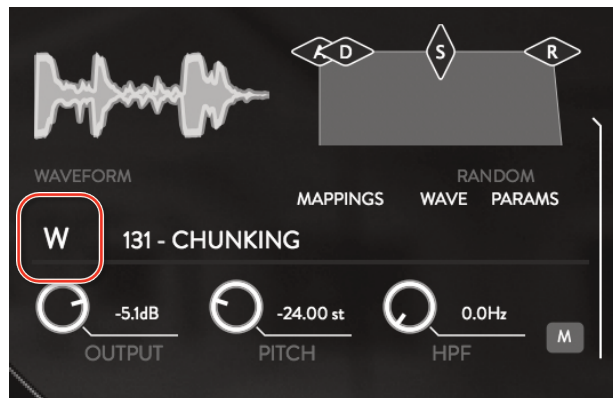 A D S R
WAVEFORM RANDOM
MAPPINGS WAVE PARAMS
W 131 - CHUNKING
-5.1dB -24.00 st 0.0Hz
OUTPUT PITCH HPF M